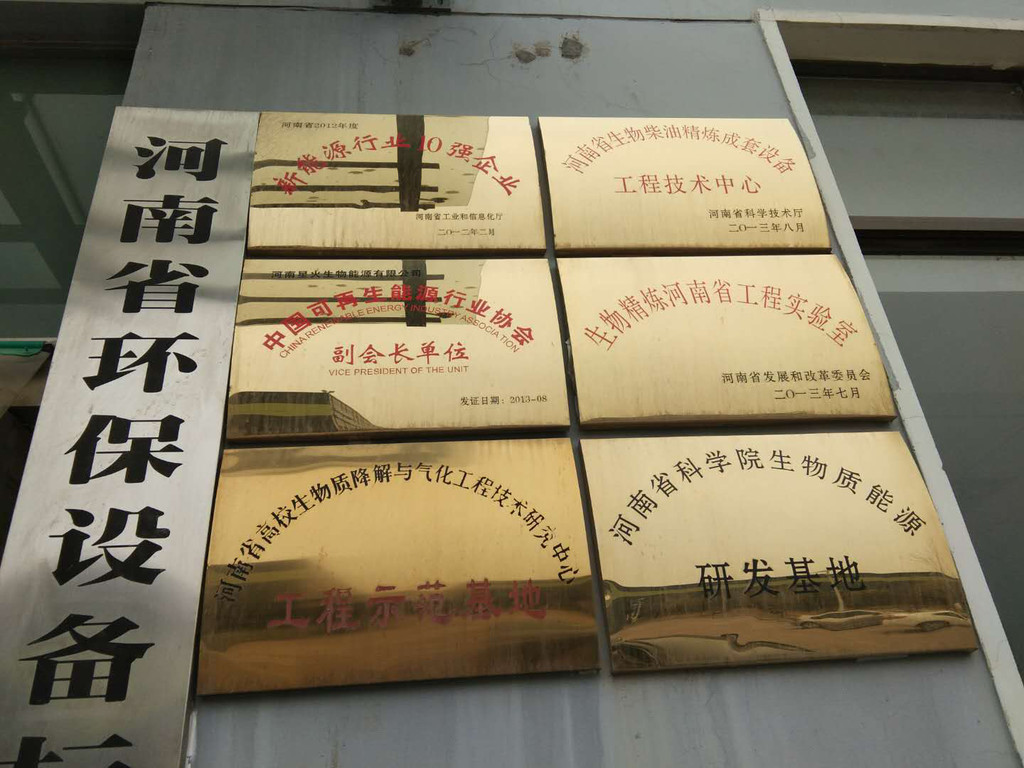 河南省环保设备
河南省2012年度
新能源行业10强企业
河南省工业和信息化厅
二〇一二年二月
河南省生物柴油精炼成套设备
工程技术中心
河南省科学技术厅
二〇一三年八月
河南星火生物能源有限公司
中国可再生能源行业协会
CHINA RENEWABLE ENERGY INDUSTRY ASSOCIATION
副会长单位
VICE PRESIDENT OF THE UNIT
发证日期：2013-08
生物精炼河南省工程实验室
河南省发展和改革委员会
二〇一三年七月
河南省高校生物质降解与气化工程技术研究中心
工程示范基地
河南省科学院生物质能源
研发基地